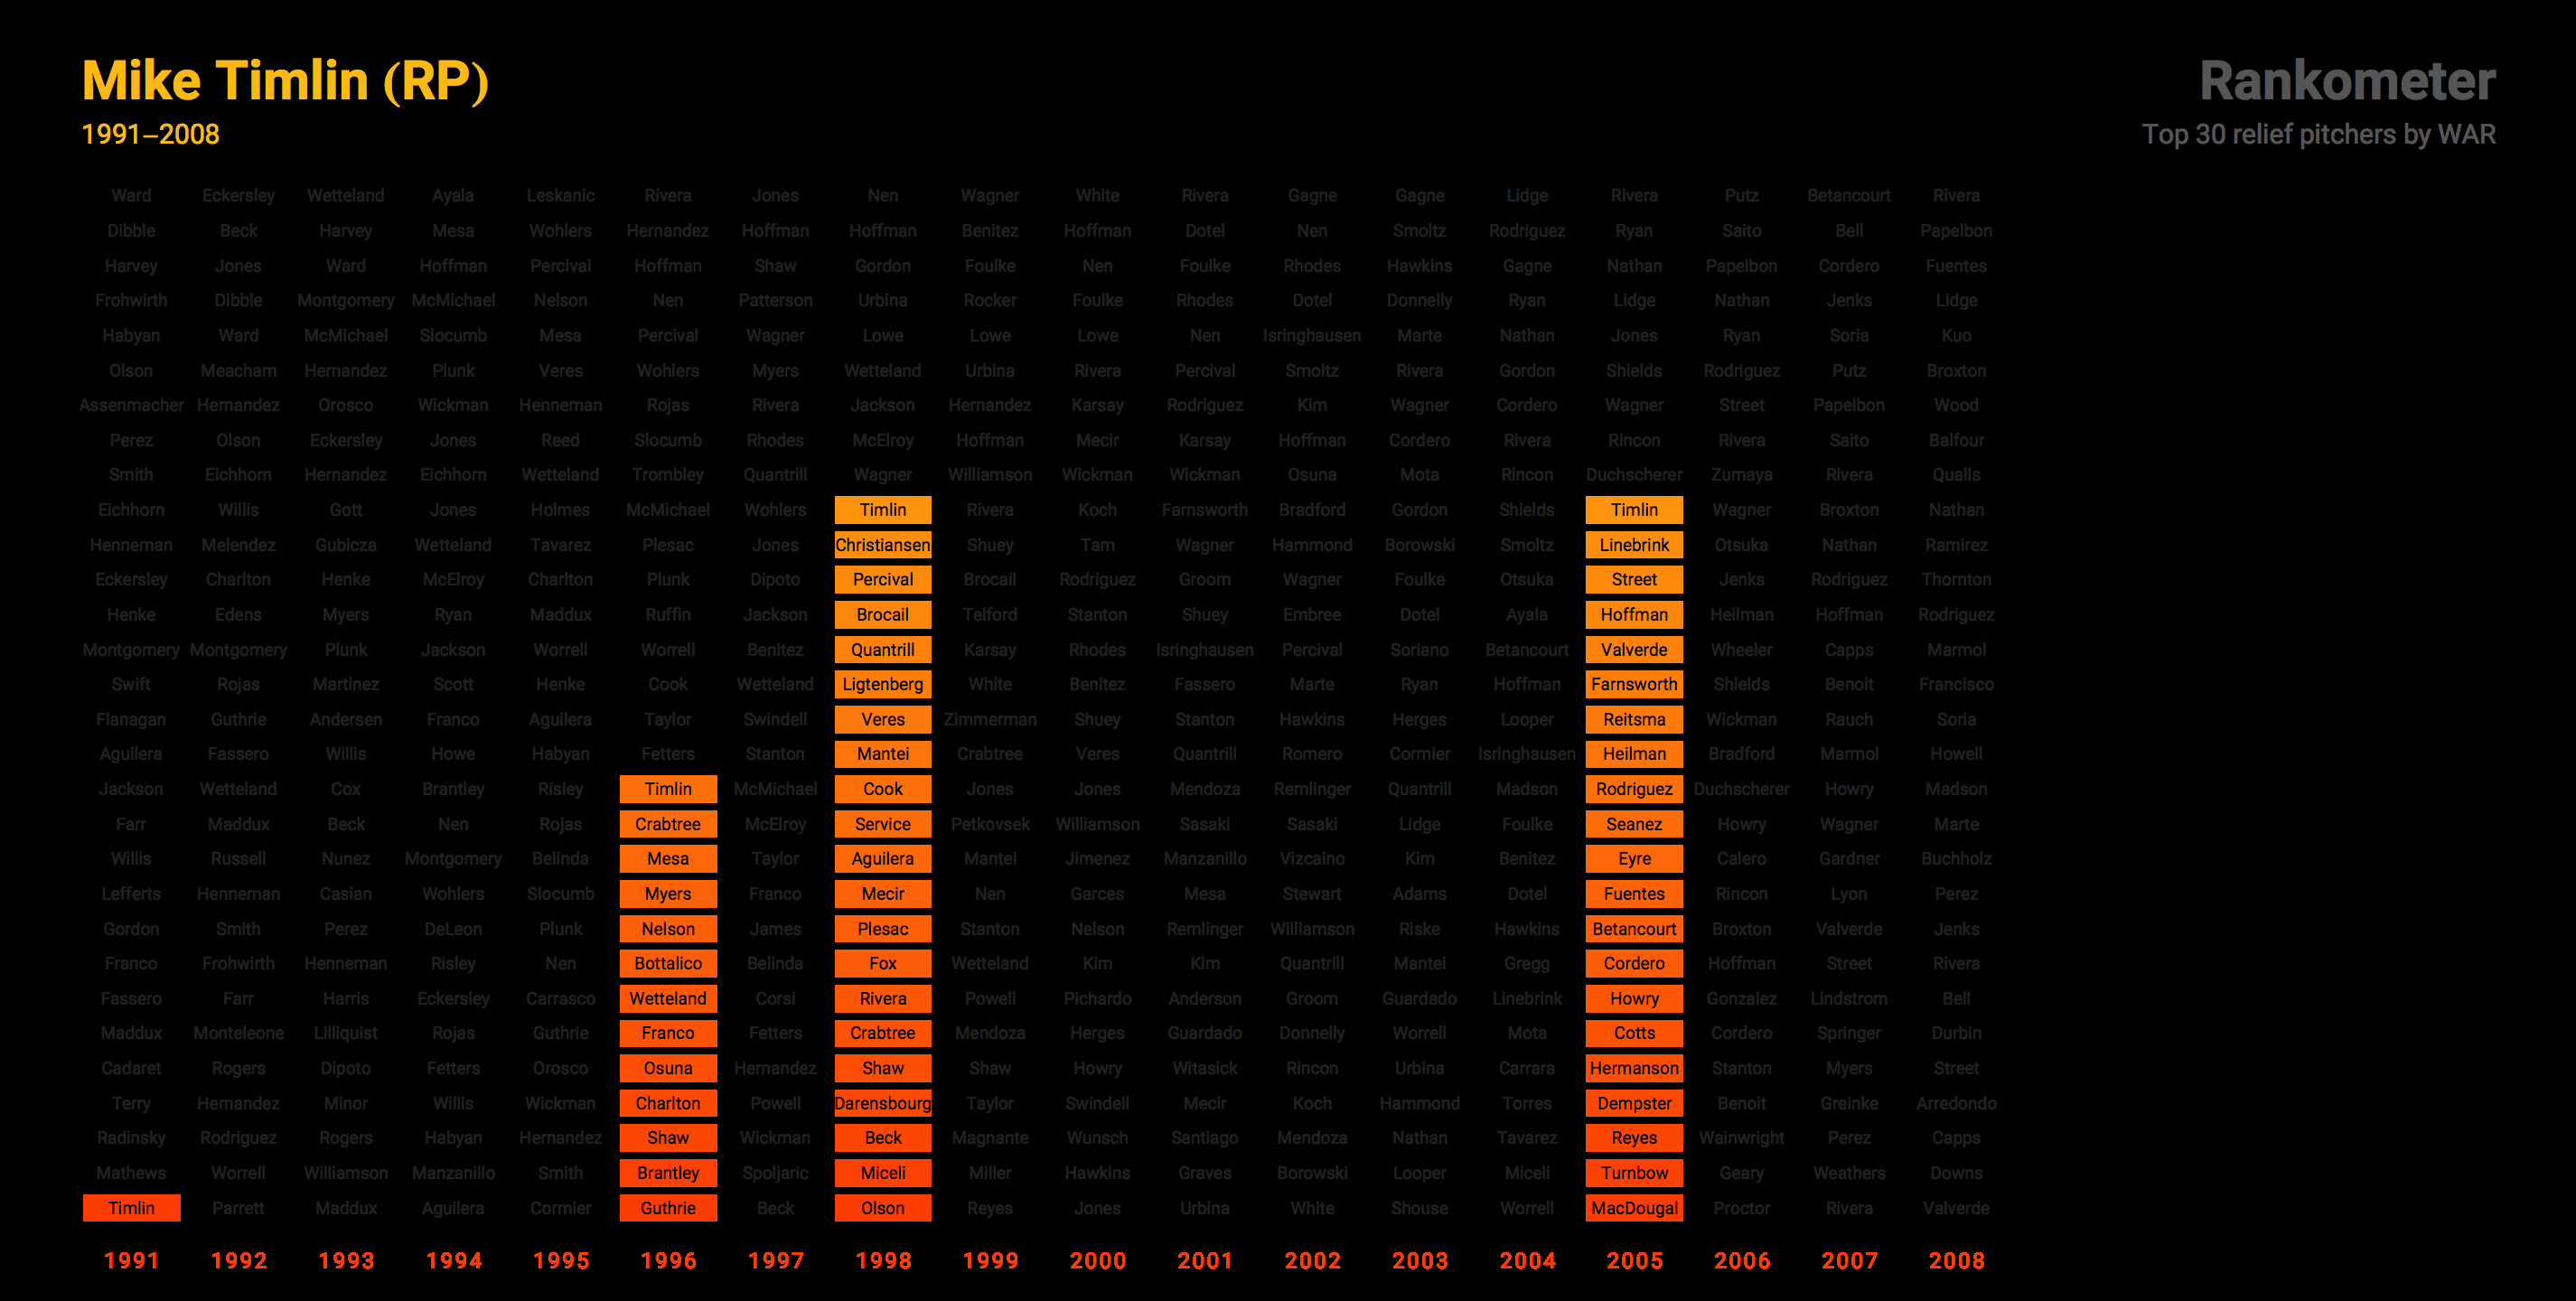 Mike Timlin (RP)
1991–2008
Rankometer
Top 30 relief pitchers by WAR
Ward Eckersley Wetteland Ayala Leskanic Rivera Jones Nen Wagner White Rivera Gagne Gagne Lidge Rivera Putz Betancourt Rivera
Dibble Beck Harvey Mesa Wohlers Hernandez Hoffman Hoffman Benitez Hoffman Dotel Nen Smoltz Rodriguez Ryan Saito Bell Papelbon
Harvey Jones Ward Hoffman Percival Hoffman Shaw Gordon Foulke Nen Foulke Rhodes Hawkins Gagne Nathan Papelbon Cordero Fuentes
Frohwirth Dibble Montgomery McMichael Nelson Nen Patterson Urbina Rocker Foulke Rhodes Dotel Donnelly Ryan Lidge Nathan Jenks Lidge
Habyan Ward McMichael Slocumb Mesa Percival Wagner Lowe Lowe Lowe Nen Isringhausen Marte Nathan Jones Ryan Soria Kuo
Olson Meacham Hernandez Plunk Veres Wohlers Myers Wetteland Urbina Rivera Percival Smoltz Rivera Gordon Shields Rodriguez Putz Broxton
Assenmacher Hernandez Orosco Wickman Henneman Rojas Rivera Jackson Hernandez Karsay Rodriguez Kim Wagner Cordero Wagner Street Papelbon Wood
Perez Olson Eckersley Jones Reed Slocumb Rhodes McElroy Hoffman Mecir Karsay Hoffman Cordero Rivera Rincon Rivera Saito Balfour
Smith Eichhorn Hernandez Eichhorn Wetteland Trombley Quantrill Wagner Williamson Wickman Wickman Osuna Mota Rincon Duchscherer Zumaya Rivera Qualls
Eichhorn Willis Gott Jones Holmes McMichael Wohlers Timlin Rivera Koch Farnsworth Bradford Gordon Shields Timlin Wagner Broxton Nathan
Henneman Melendez Gubicza Wetteland Tavarez Plesac Jones Christiansen Shuey Tam Wagner Hammond Borowski Smoltz Linebrink Otsuka Nathan Ramirez
Eckersley Charlton Henke McElroy Charlton Plunk Dipoto Percival Brocail Rodriguez Groom Wagner Foulke Otsuka Street Jenks Rodriguez Thornton
Henke Edens Myers Ryan Maddux Ruffin Jackson Brocail Telford Stanton Shuey Embree Dotel Ayala Hoffman Heilman Hoffman Rodriguez
Montgomery Montgomery Plunk Jackson Worrell Worrell Benitez Quantrill Karsay Rhodes Isringhausen Percival Soriano Betancourt Valverde Wheeler Capps Marmol
Swift Rojas Martinez Scott Henke Cook Wetteland Ligtenberg White Benitez Fassero Marte Ryan Hoffman Farnsworth Shields Benoit Francisco
Flanagan Guthrie Andersen Franco Aguilera Taylor Swindell Veres Zimmerman Shuey Stanton Hawkins Herges Looper Reitsma Wickman Rauch Soria
Aguilera Fassero Willis Howe Habyan Fetters Stanton Mantei Crabtree Veres Quantrill Romero Cormier Isringhausen Heilman Bradford Marmol Howell
Jackson Wetteland Cox Brantley Risley Timlin McMichael Cook Jones Jones Mendoza Remlinger Quantrill Madson Rodriguez Duchscherer Howry Madson
Farr Maddux Beck Nen Rojas Crabtree McElroy Service Petkovsek Williamson Sasaki Sasaki Lidge Foulke Seanez Howry Wagner Marte
Willis Russell Nunez Montgomery Belinda Mesa Taylor Aguilera Mantei Jimenez Manzanillo Vizcaino Kim Benitez Eyre Calero Gardner Buchholz
Lefferts Henneman Casian Wohlers Slocumb Myers Franco Mecir Nen Garces Mesa Stewart Adams Dotel Fuentes Rincon Lyon Perez
Gordon Smith Perez DeLeon Plunk Nelson James Plesac Stanton Nelson Remlinger Williamson Riske Hawkins Betancourt Broxton Valverde Jenks
Franco Frohwirth Henneman Risley Nen Bottalico Belinda Fox Wetteland Kim Kim Quantrill Mantei Gregg Cordero Hoffman Street Rivera
Fassero Farr Harris Eckersley Carrasco Wetteland Corsi Rivera Powell Pichardo Anderson Groom Guardado Linebrink Howry Gonzalez Lindstrom Bell
Maddux Monteleone Lilliquist Rojas Guthrie Franco Fetters Crabtree Mendoza Herges Guardado Donnelly Worrell Mota Cotts Cordero Springer Durbin
Cadaret Rogers Dipoto Fetters Orosco Osuna Hernandez Shaw Shaw Howry Witasick Rincon Urbina Carrara Hermanson Stanton Myers Street
Terry Hernandez Minor Willis Wickman Charlton Powell Darensbourg Taylor Swindell Mecir Koch Hammond Torres Dempster Benoit Greinke Arredondo
Radinsky Rodriguez Rogers Habyan Hernandez Shaw Wickman Beck Magnante Wunsch Santiago Mendoza Nathan Tavarez Reyes Wainwright Perez Capps
Mathews Worrell Williamson Manzanillo Smith Brantley Spoljaric Miceli Miller Hawkins Graves Borowski Looper Miceli Turnbow Geary Weathers Downs
Timlin Parrett Maddux Aguilera Cormier Guthrie Beck Olson Reyes Jones Urbina White Shouse Worrell MacDougal Proctor Rivera Valverde
1991 1992 1993 1994 1995 1996 1997 1998 1999 2000 2001 2002 2003 2004 2005 2006 2007 2008